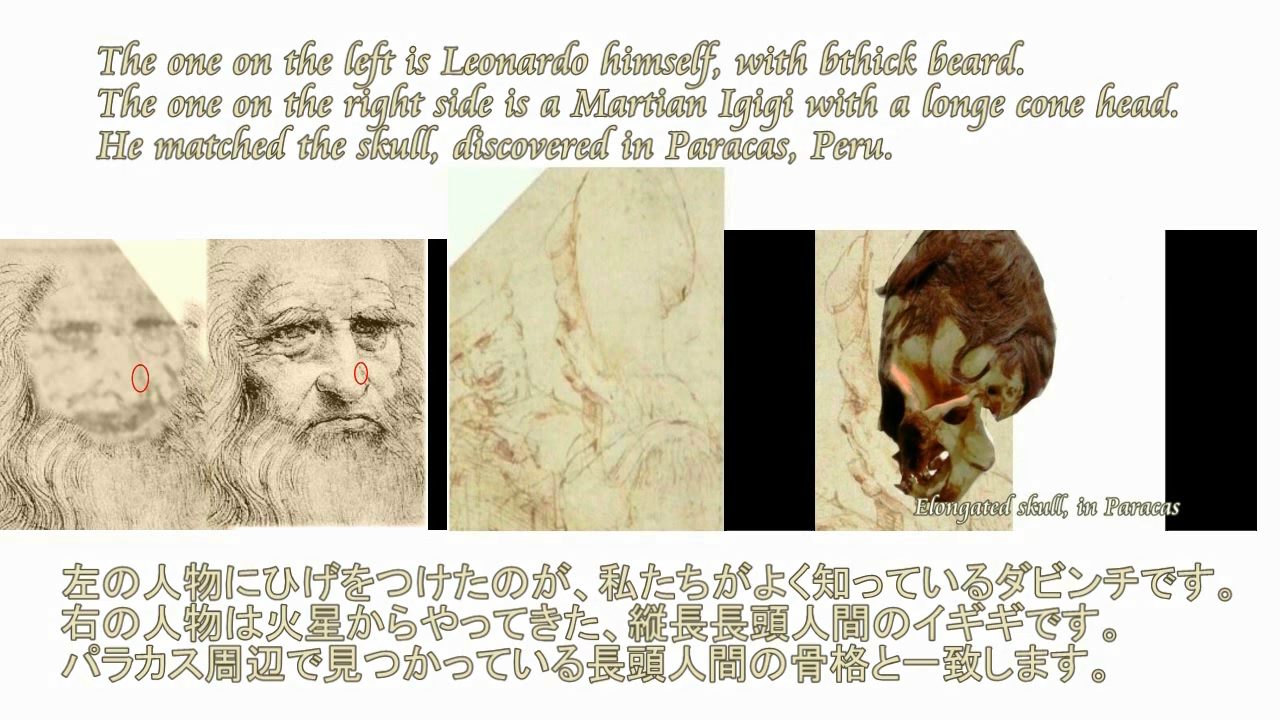 The one on the left is Leonardo himself, with bthick beard.
The one on the right side is a Martian Igigi with a longe cone head.
He matched the skull, discovered in Paracas, Peru.
Elongated skull, in Paracas
左の人物にひげをつけたのが、私たちがよく知っているダビンチです。
右の人物は火星からやってきた、縦長長頭人間のイギギです。
パラカス周辺で見つかっている長頭人間の骨格と一致します。